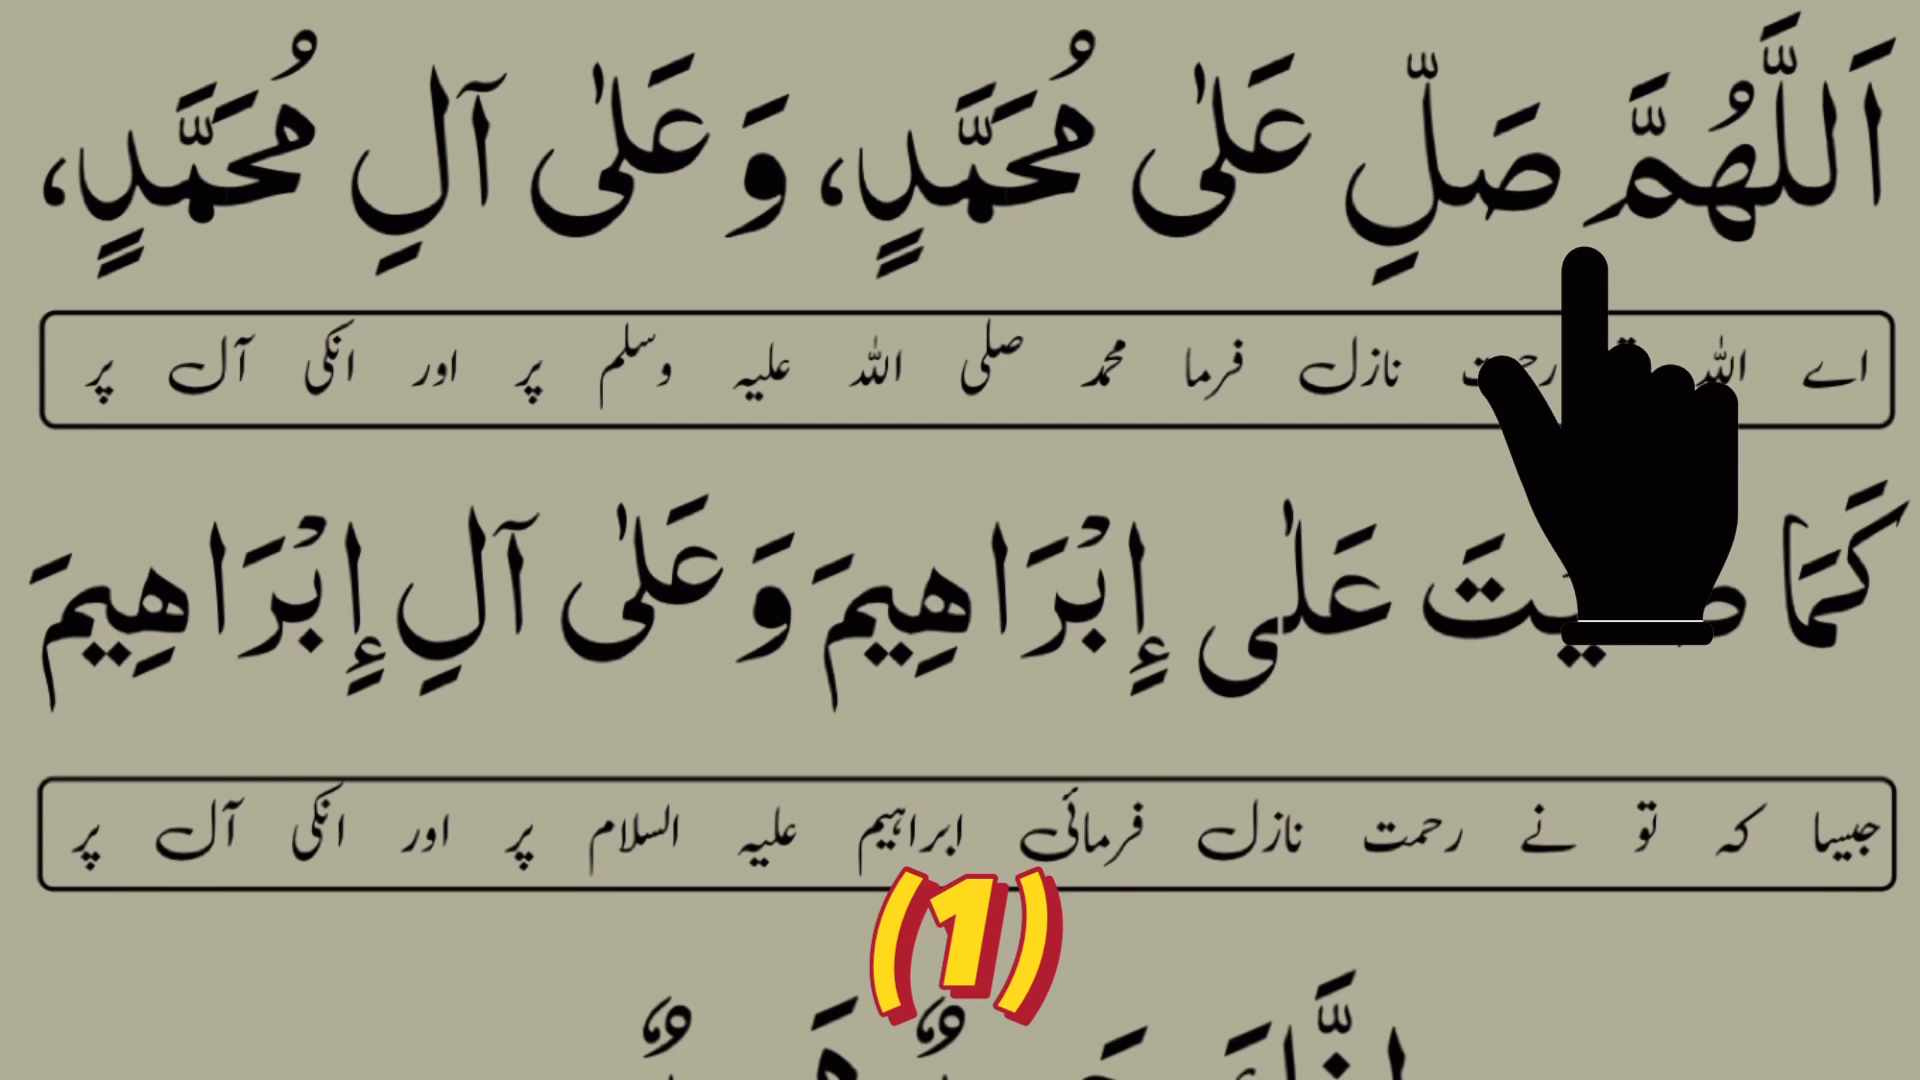 اَللّٰهُمَّ صَلِّ عَلٰی مُحَمَّدٍ، وَعَلٰی آلِ مُحَمَّدٍ،
اے اللہ رحمت نازل فرما محمد صلی اللہ علیہ وسلم پر اور انکی آل پر
كَمَا عَلٰی إِبْرَاهِيمَ وَعَلٰی آلِ إِبْرَاهِيمَ
جیسا کہ تو نے رحمت نازل فرمائی ابراہیم علیہ السلام پر اور انکی آل پر
(1)